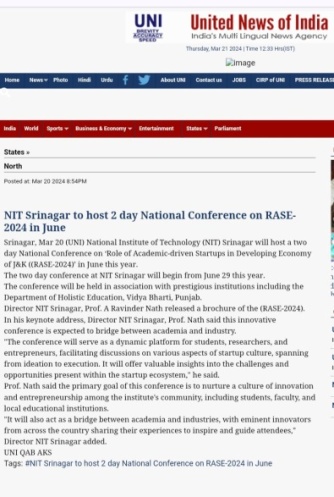 UNI
BREVITY
ACCURACY
SPEED
United News of India
India's Multi Lingual News Agency
Thursday, Mar 21 2024 | Time 12:33 Hrs(IST)
image
Home News Photo Hindi Urdu f About UNI Contact us JOBS CIRP of UNI PRESS RELEAS
India World Sports Business & Economy Entertainment States Parliament
States »
North
Posted at: Mar 20 2024 8:54PM
NIT Srinagar to host 2 day National Conference on RASE-
2024 in June
Srinagar, Mar 20 (UNI) National Institute of Technology (NIT) Srinagar will host a two
day National Conference on 'Role of Academic-driven Startups in Developing Economy
of J&K ((RASE-2024)' in June this year.
The two day conference at NIT Srinagar will begin from June 29 this year.
The conference will be held in association with prestigious institutions including the
Department of Holistic Education, Vidya Bharti, Punjab.
Director NIT Srinagar, Prof. A Ravinder Nath released a brochure of the (RASE-2024).
In his keynote address, Director NIT Srinagar, Prof. Nath said this innovative
conference is expected to bridge between academia and industry.
"The conference will serve as a dynamic platform for students, researchers, and
entrepreneurs, facilitating discussions on various aspects of startup culture, spanning
from ideation to execution. It will offer valuable insights into the challenges and
opportunities present within the startup ecosystem," he said.
Prof. Nath said the primary goal of this conference is to nurture a culture of innovation
and entrepreneurship among the institute's community, including students, faculty, and
local educational institutions.
"It will also act as a bridge between academia and industries, with eminent innovators
from across the country sharing their experiences to inspire and guide attendees,"
Director NIT Srinagar added.
UNI QAB AKS
Tags: #NIT Srinagar to host 2 day National Conference on RASE-2024 in June